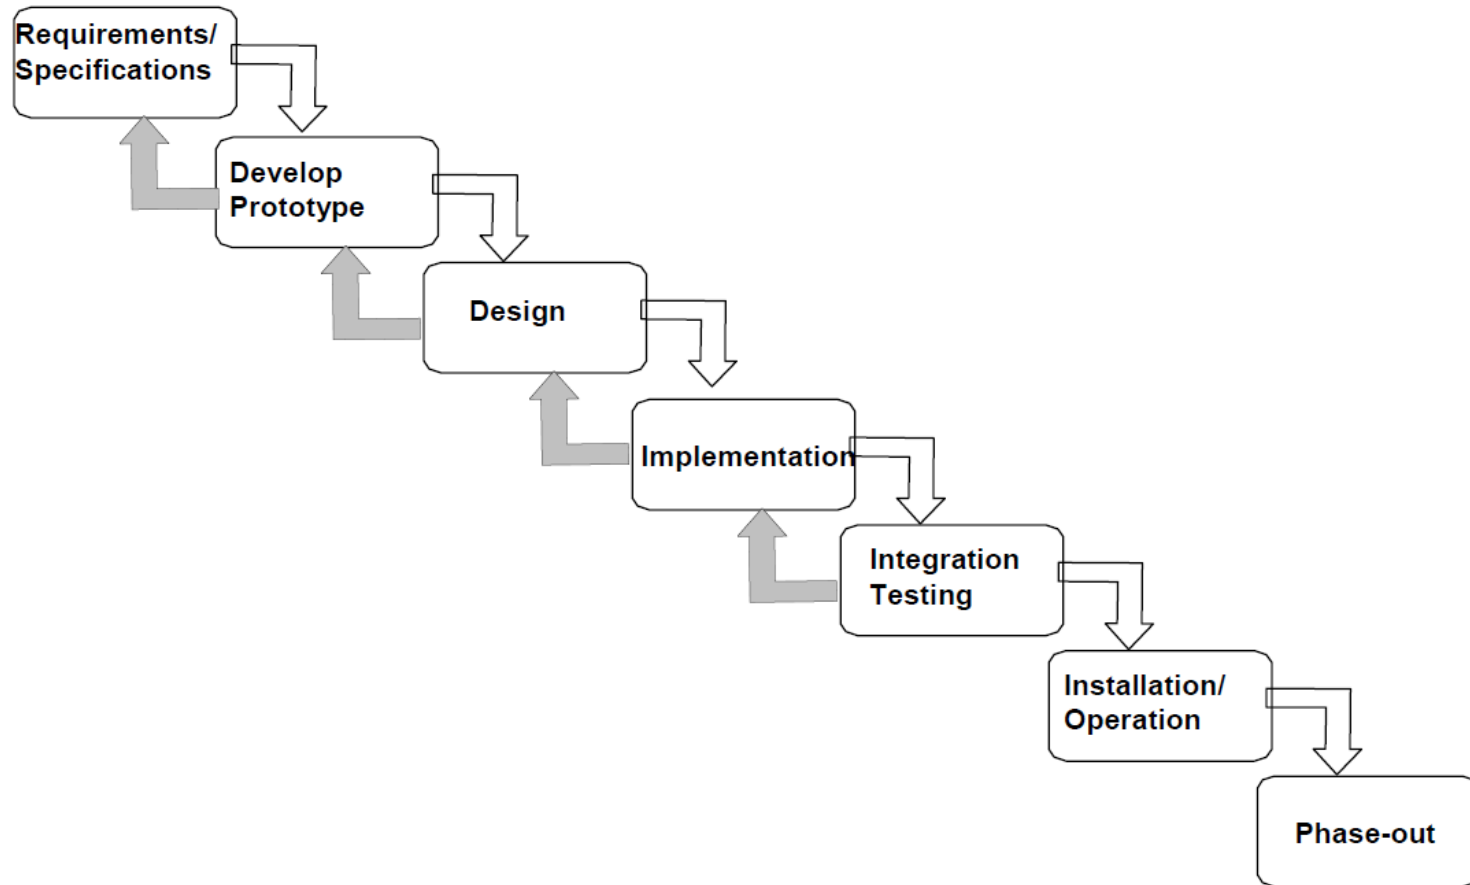 Requirements/
Specifications
Develop
Prototype
Design
Implementation
Integration
Testing
Installation/
Operation
Phase-out